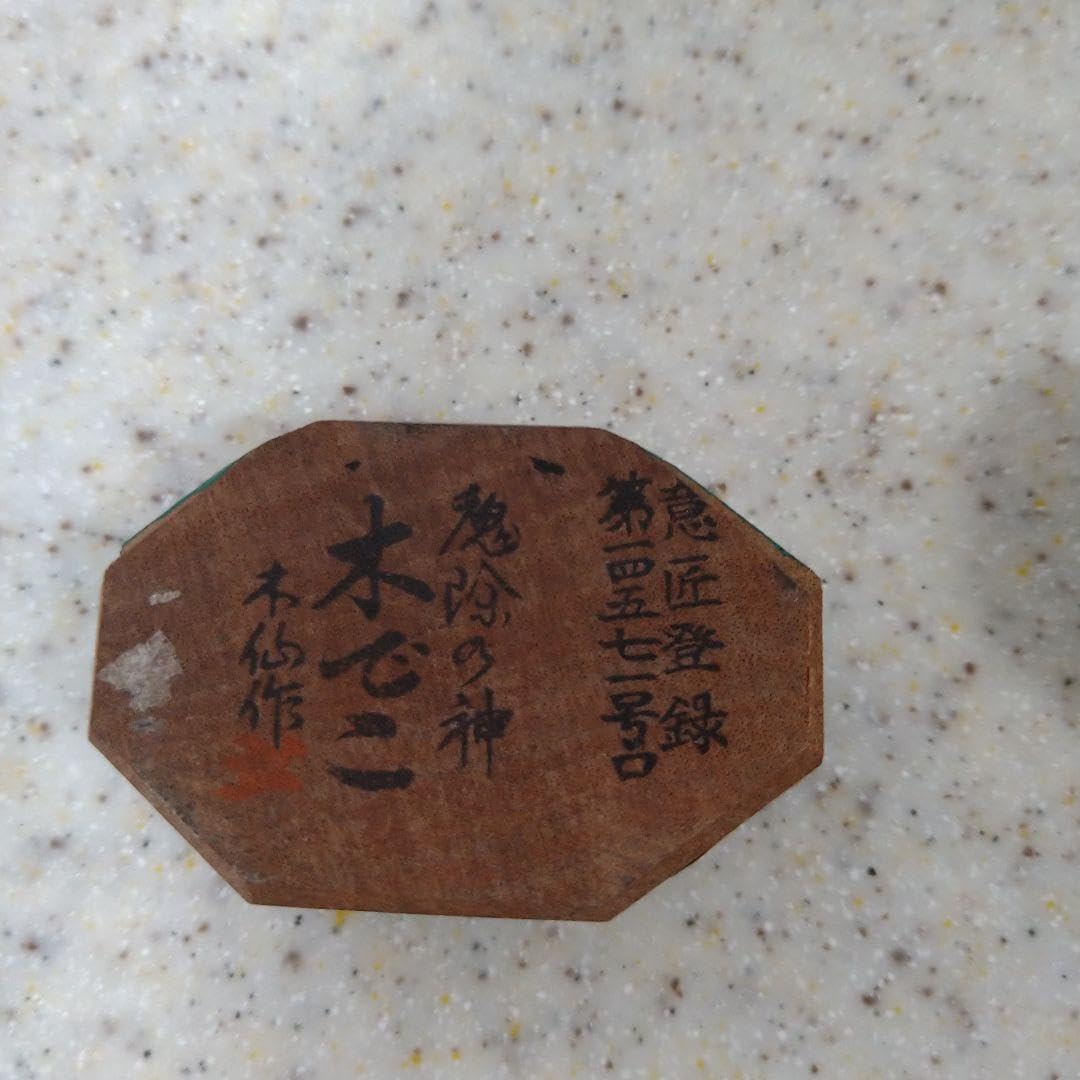 意匠登録
第一四五七一号
魔除の神
木でこ
木仙作